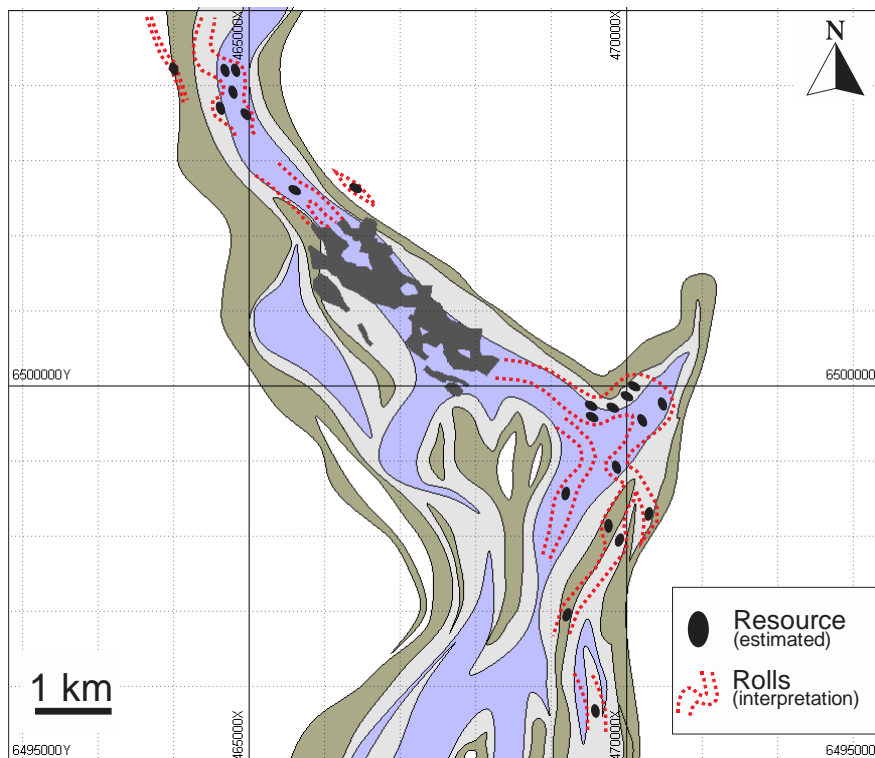 465000X
470000X
N
6500000Y
6500000
Resource
(estimated)
Rolls
(interpretation)
1 km
465000X
470000X
6495000Y
6495000